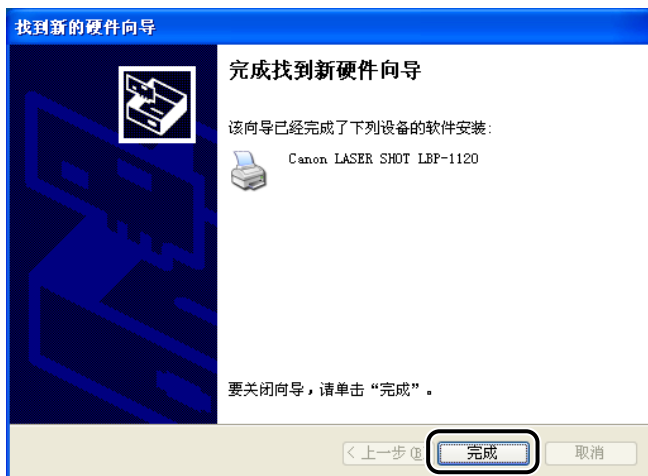 找到新的硬件向导
完成找到新硬件向导
该向导已经完成了下列设备的软件安装:
Canon LASER SHOT LBP-1120
要关闭向导，请单击“完成”。
< 上一步(B) 完成 取消